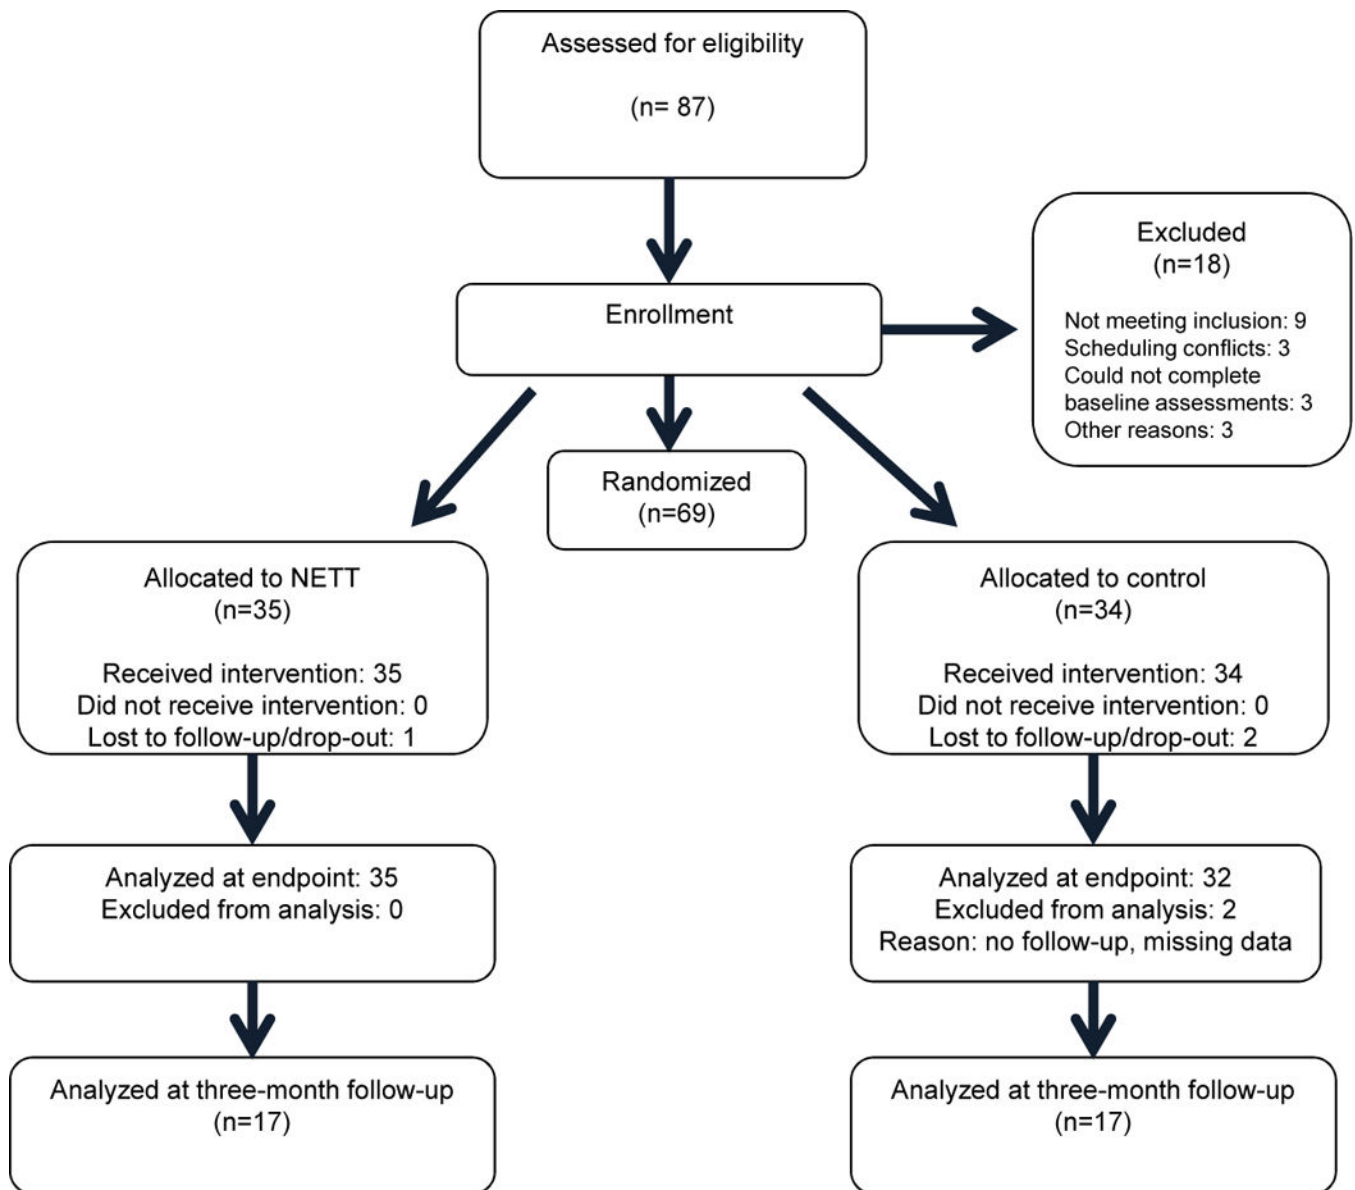 Assessed for eligibility
(n= 87)
Enrollment
Excluded
(n=18)
Not meeting inclusion: 9
Scheduling conflicts: 3
Could not complete
baseline assessments: 3
Other reasons: 3
Randomized
(n=69)
Allocated to NETT
(n=35)
Received intervention: 35
Did not receive intervention: 0
Lost to follow-up/drop-out: 1
Allocated to control
(n=34)
Received intervention: 34
Did not receive intervention: 0
Lost to follow-up/drop-out: 2
Analyzed at endpoint: 35
Excluded from analysis: 0
Analyzed at endpoint: 32
Excluded from analysis: 2
Reason: no follow-up, missing data
Analyzed at three-month follow-up
(n=17)
Analyzed at three-month follow-up
(n=17)